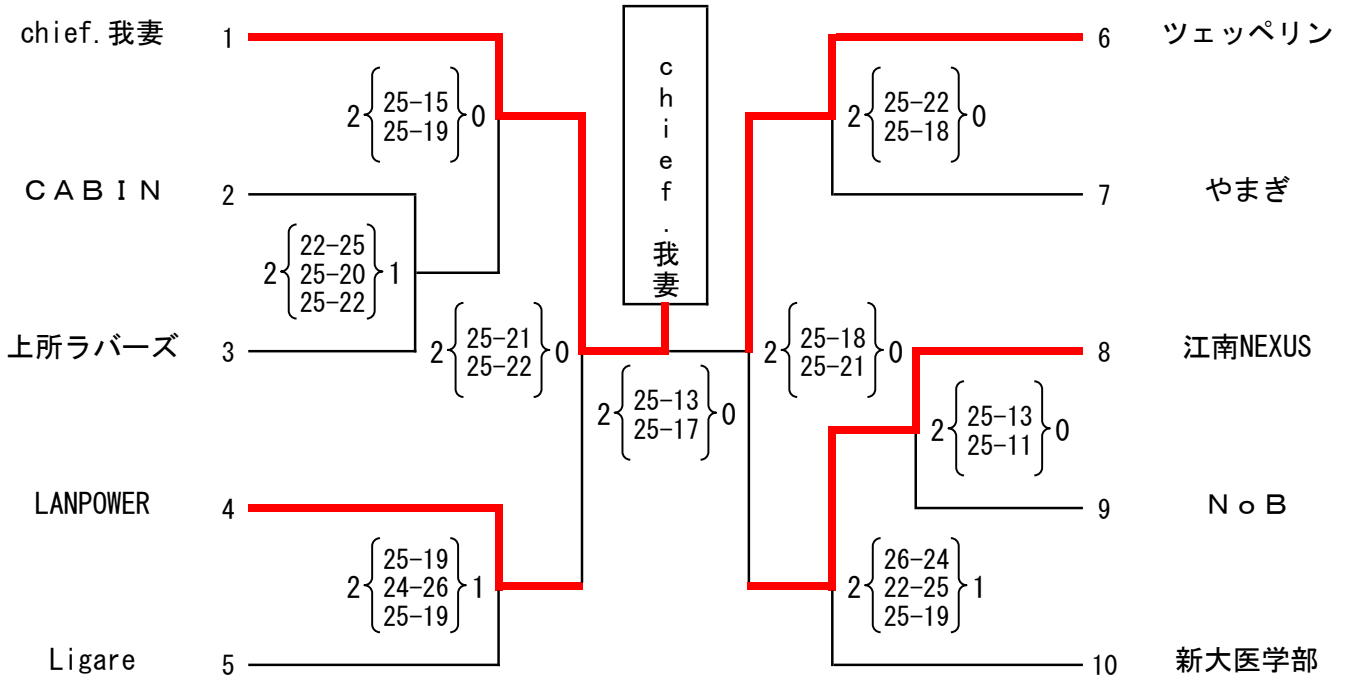 chief.我妻 1
2 25-15 0
25-19
CABIN 2
22-25
2 25-20 1
25-22
上所ラバーズ 3
2 25-21 0
25-22
LANPOWER 4
25-19
2 24-26 1
25-19
Ligare 5
chief.我妻
2 25-13 0
25-17
6 ツェッペリン
2 25-22 0
25-18
7 やまぎ
2 25-18 0
25-21
8 江南NEXUS
2 25-13 0
25-11
9 NoB
26-24
2 22-25 1
25-19
10 新大医学部